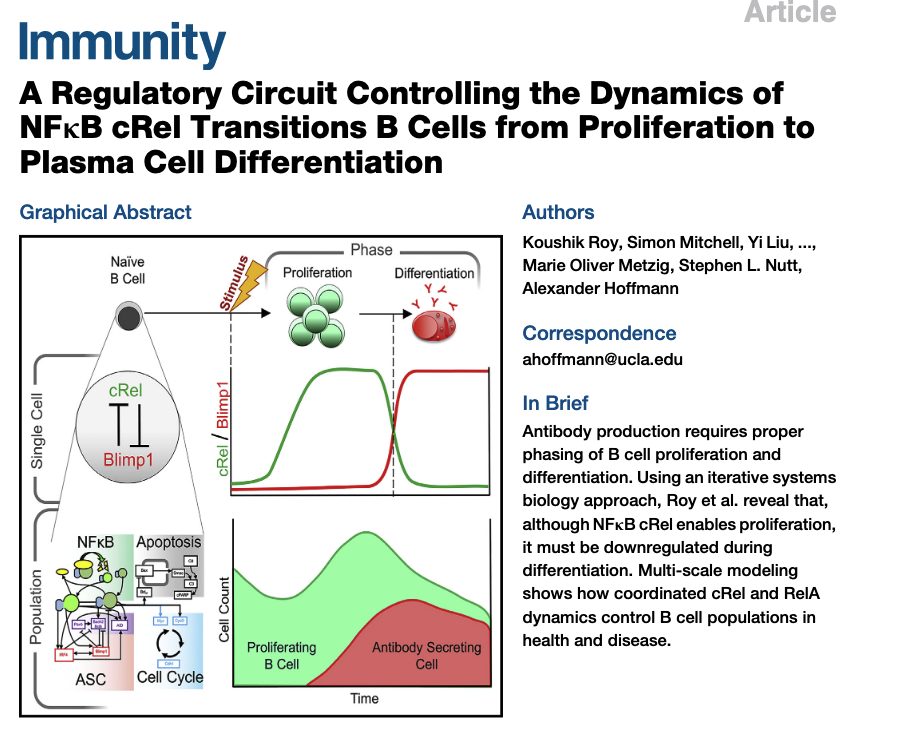 Article
Immunity
A Regulatory Circuit Controlling the Dynamics of
NFκB cRel Transitions B Cells from Proliferation to
Plasma Cell Differentiation
Graphical Abstract
Phase
Naïve
B Cell
Stimulus
Proliferation
Differentiation
Single Cell
cRel
Blimp1
cRel / Blimp1
Population
NFκB
Apoptosis
ASC
Cell Cycle
Cell Count
Proliferating
B Cell
Antibody Secreting
Cell
Time
Authors
Koushik Roy, Simon Mitchell, Yi Liu, ...,
Marie Oliver Metzig, Stephen L. Nutt,
Alexander Hoffmann
Correspondence
ahoffmann@ucla.edu
In Brief
Antibody production requires proper
phasing of B cell proliferation and
differentiation. Using an iterative systems
biology approach, Roy et al. reveal that,
although NFκB cRel enables proliferation,
it must be downregulated during
differentiation. Multi-scale modeling
shows how coordinated cRel and RelA
dynamics control B cell populations in
health and disease.